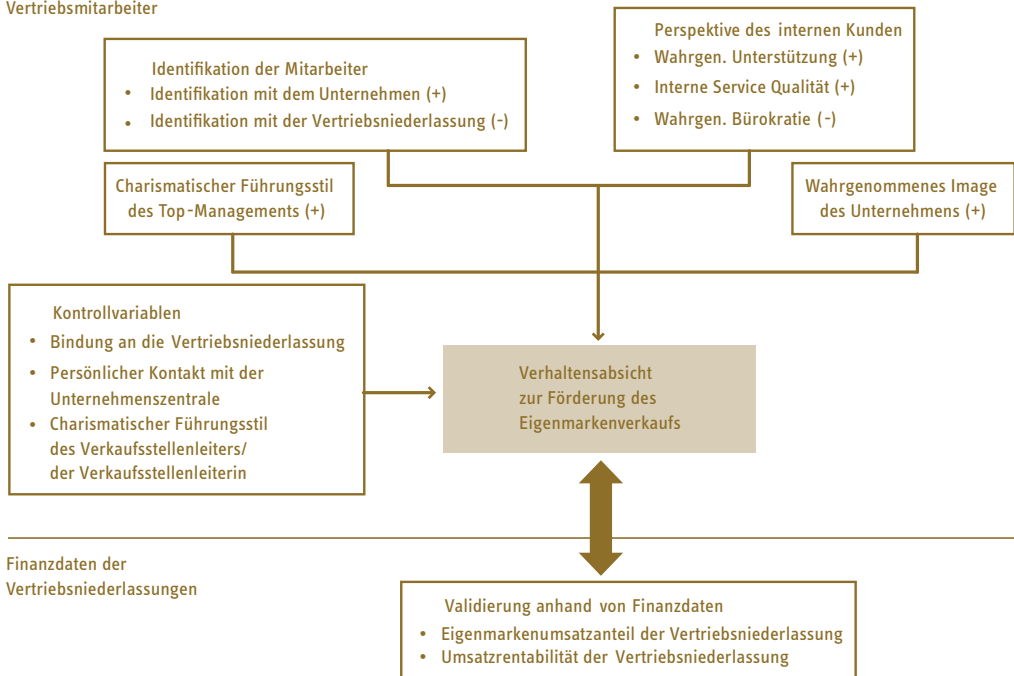 Vertriebsmitarbeiter
Identifikation der Mitarbeiter
• Identifikation mit dem Unternehmen (+)
• Identifikation mit der Vertriebsniederlassung (-)
Perspektive des internen Kunden
• Wahrgen. Unterstützung (+)
• Interne Service Qualität (+)
• Wahrgen. Bürokratie (-)
Charismatischer Führungsstil
des Top-Managements (+)
Wahrgenommenes Image
des Unternehmens (+)
Kontrollvariablen
• Bindung an die Vertriebsniederlassung
• Persönlicher Kontakt mit der
Unternehmenszentrale
• Charismatischer Führungsstil
des Verkaufsstellenleiters/
der Verkaufsstellenleiterin
Verhaltensabsicht
zur Förderung des
Eigenmarkenverkaufs
Finanzdaten der
Vertriebsniederlassungen
Validierung anhand von Finanzdaten
• Eigenmarkenumsatzanteil der Vertriebsniederlassung
• Umsatzrentabilität der Vertriebsniederlassung